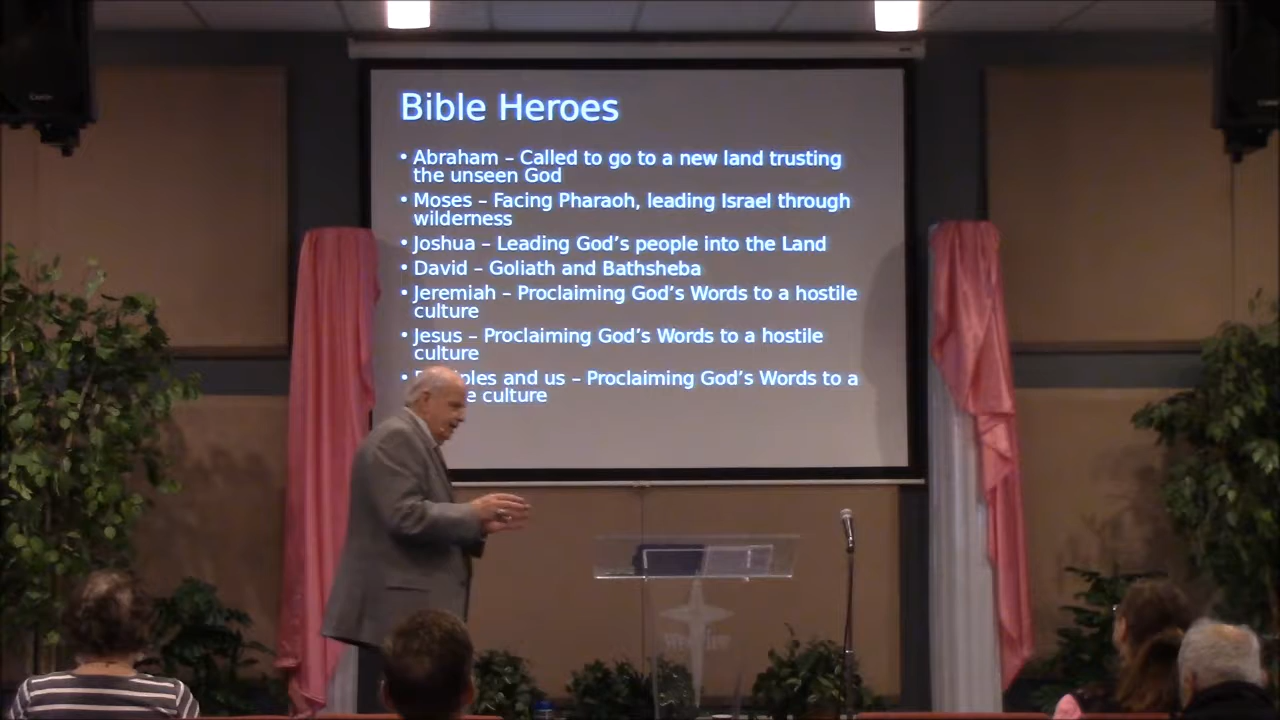 Bible Heroes
• Abraham – Called to go to a new land trusting
the unseen God
• Moses – Facing Pharaoh, leading Israel through
wilderness
• Joshua – Leading God's people into the Land
• David – Goliath and Bathsheba
• Jeremiah – Proclaiming God's Words to a hostile
culture
• Jesus – Proclaiming God's Words to a hostile
culture
• and us – Proclaiming God's Words to a
culture